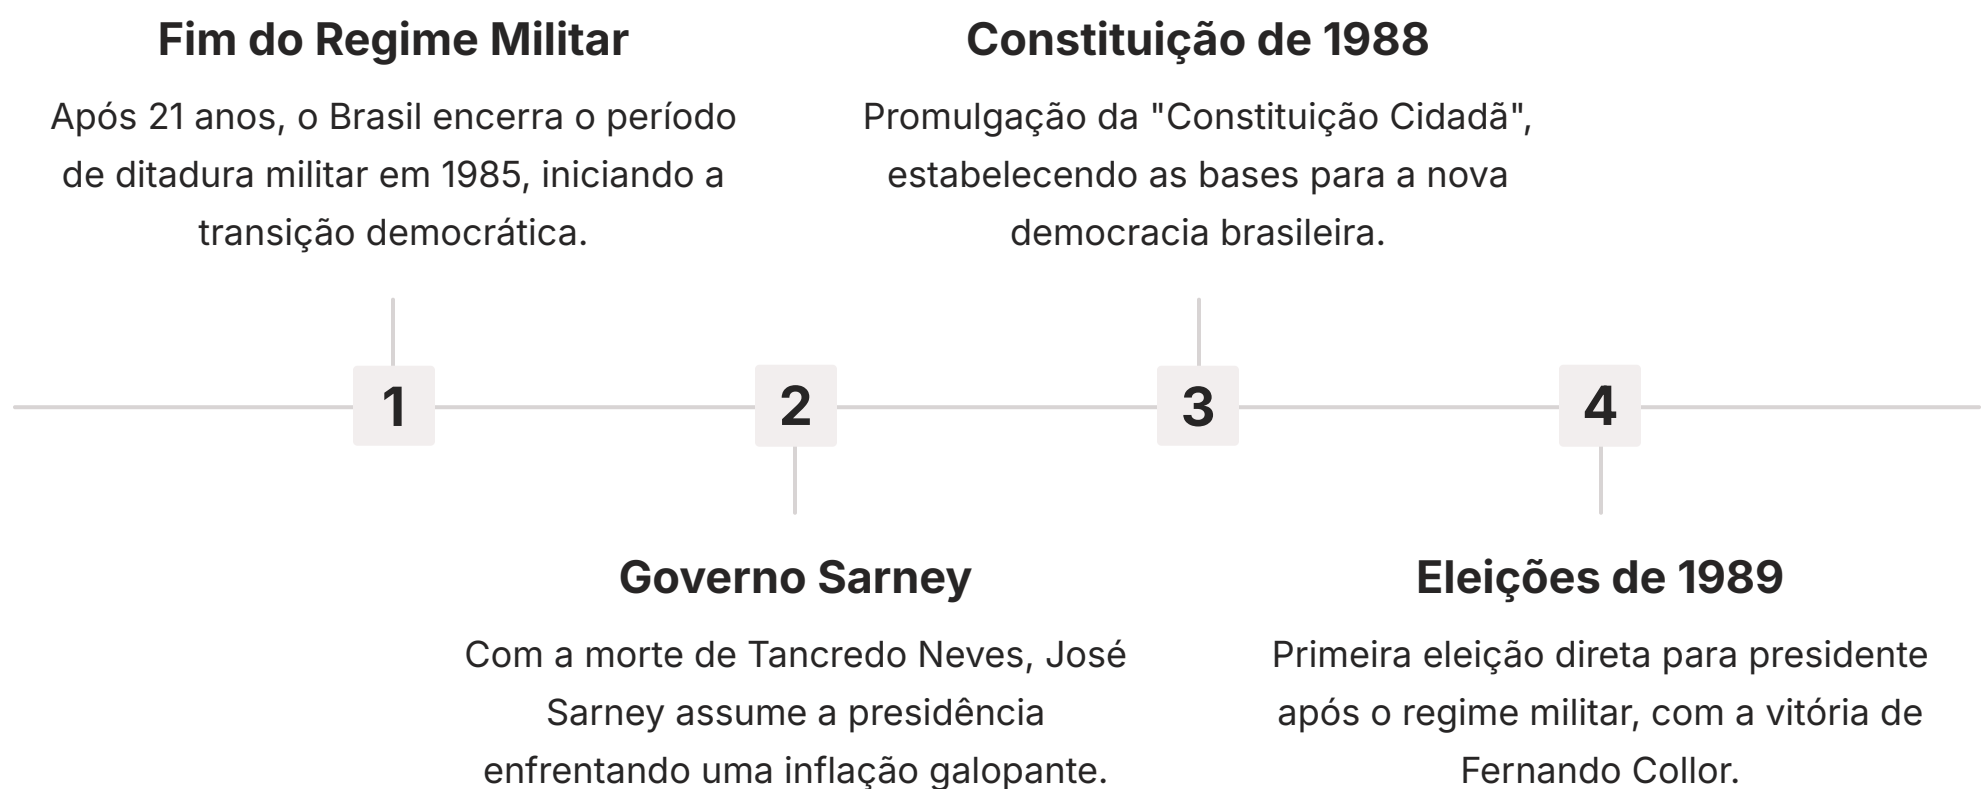 Fim do Regime Militar
Após 21 anos, o Brasil encerra o período
de ditadura militar em 1985, iniciando a
transição democrática.
Constituição de 1988
Promulgação da "Constituição Cidadã",
estabelecendo as bases para a nova
democracia brasileira.
1
2
3
4
Governo Sarney
Com a morte de Tancredo Neves, José
Sarney assume a presidência
enfrentando uma inflação galopante.
Eleições de 1989
Primeira eleição direta para presidente
após o regime militar, com a vitória de
Fernando Collor.